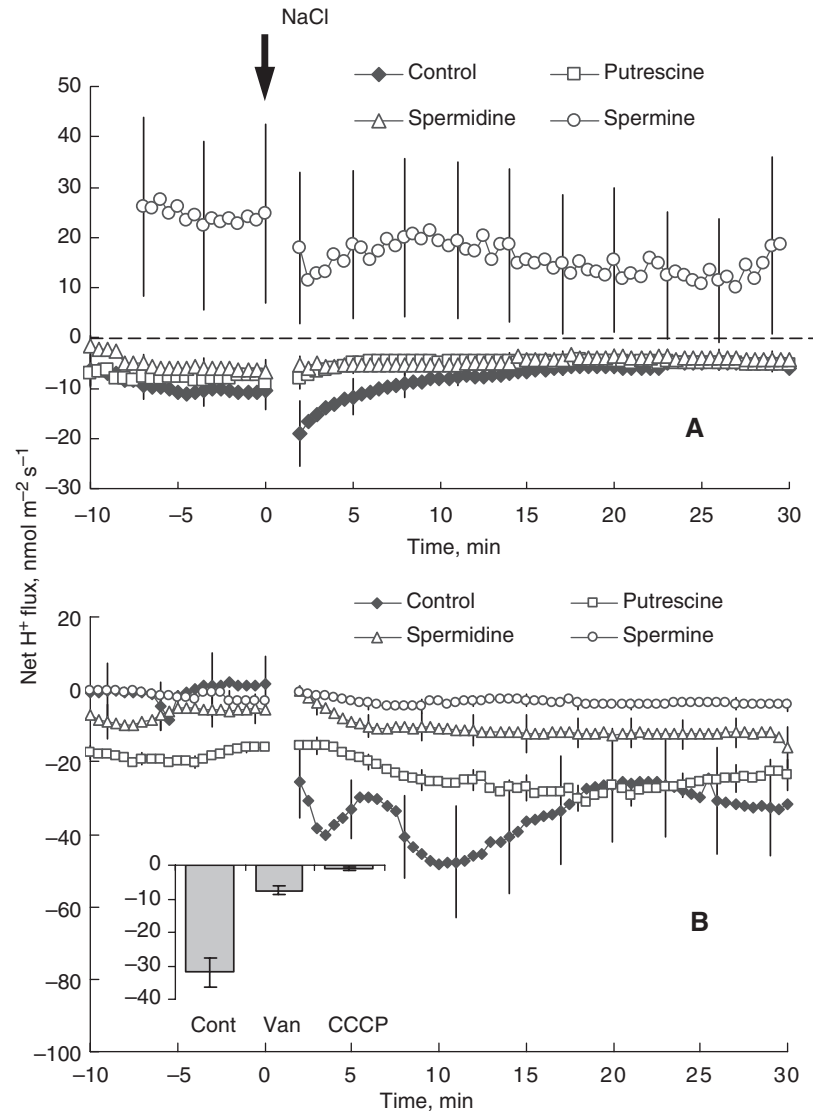 NaCl
Control
Putrescine
Spermidine
Spermine
50
40
30
20
10
0
−10
−20
−30
A
−10 −5 0 5 10 15 20 25 30
Time, min
Net H⁺ flux, nmol m⁻² s⁻¹
Control
Putrescine
Spermidine
Spermine
20
0
−20
−40
−60
−80
−100
0
−10
−20
−30
−40
Cont Van CCCP
B
−10 −5 0 5 10 15 20 25 30
Time, min